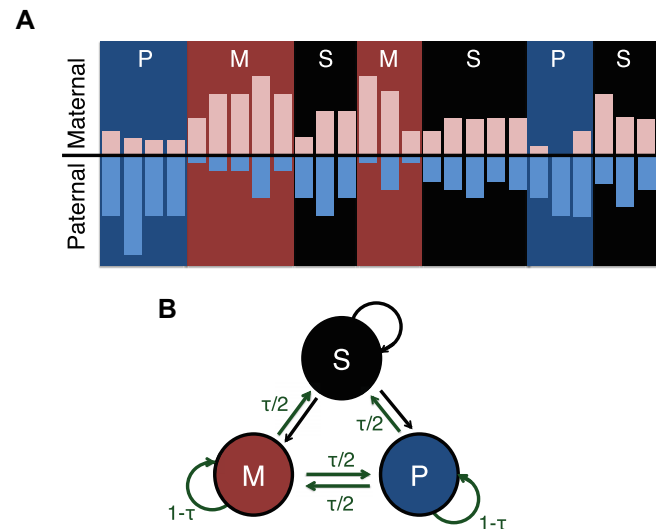 A
P M S M S P S
Maternal
Paternal
B
S
τ/2
τ/2
M
τ/2
P
τ/2
1-τ
1-τ